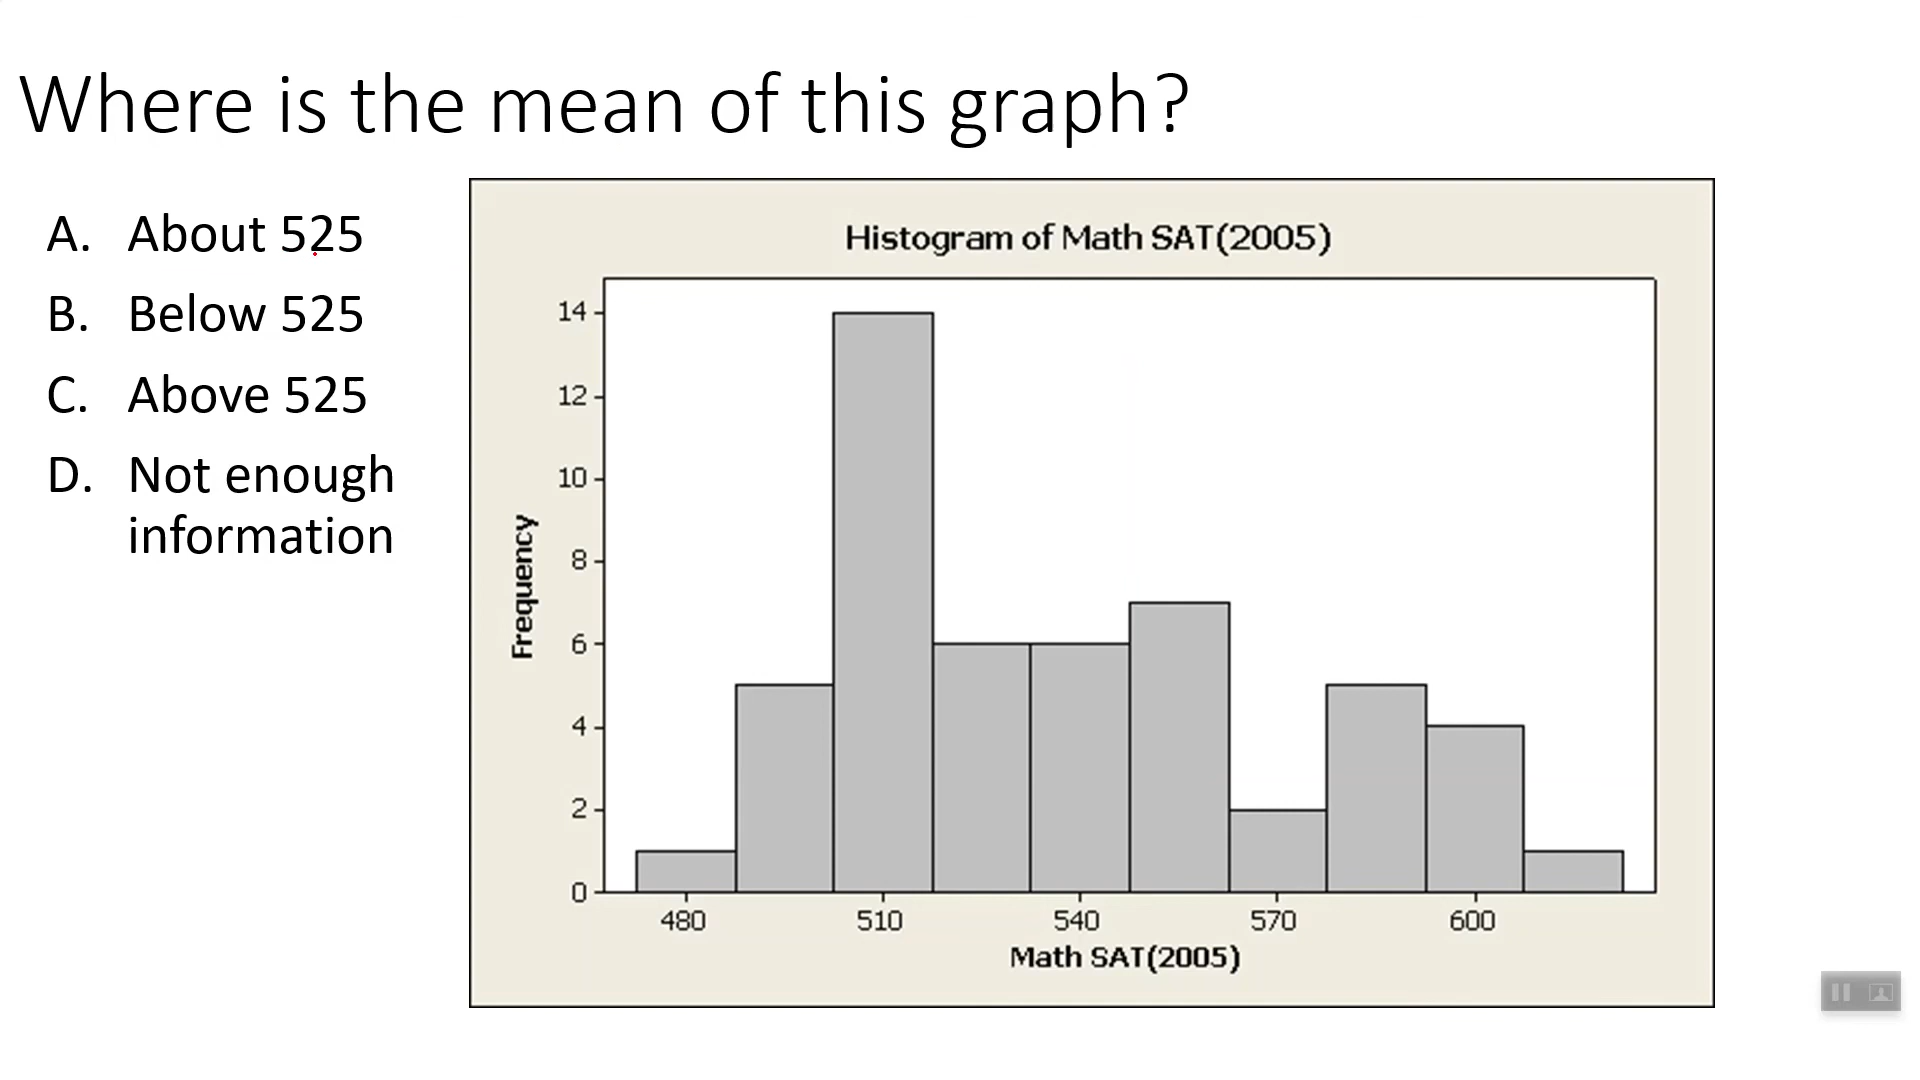 Where is the mean of this graph?
A. About 525
B. Below 525
C. Above 525
D. Not enough
information
Histogram of Math SAT(2005)
14
12
10
8
6
4
2
0
Frequency
480 510 540 570 600
Math SAT(2005)